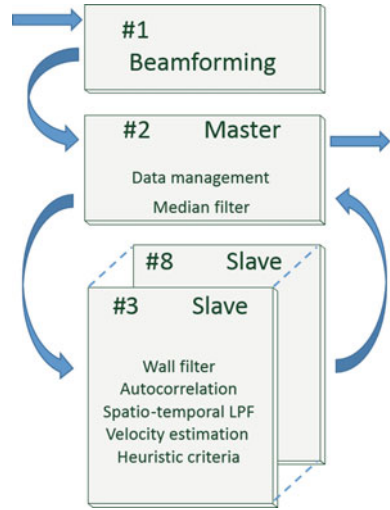 #1
Beamforming
#2 Master
Data management
Median filter
#8 Slave
#3 Slave
Wall filter
Autocorrelation
Spatio-temporal LPF
Velocity estimation
Heuristic criteria